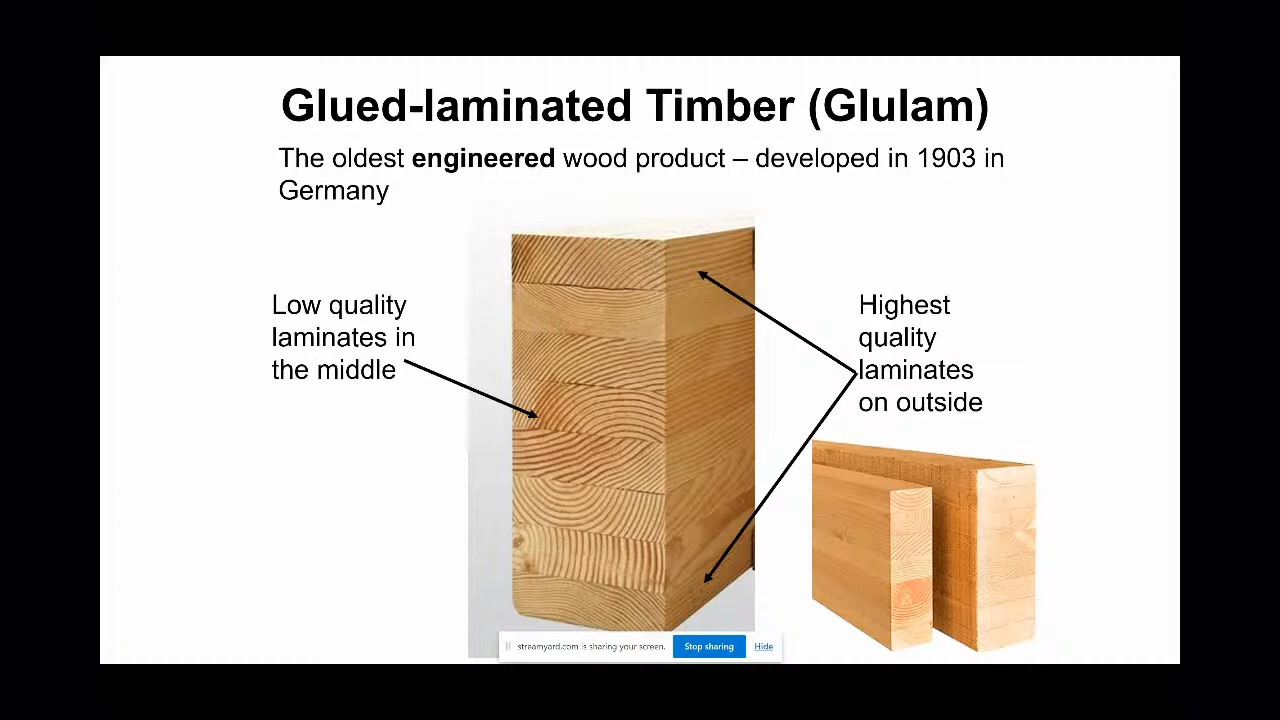 Glued-laminated Timber (Glulam)
The oldest engineered wood product – developed in 1903 in
Germany
Low quality
laminates in
the middle
Highest
quality
laminates
on outside
streamyard.com is sharing your screen.
Stop sharing
Hide